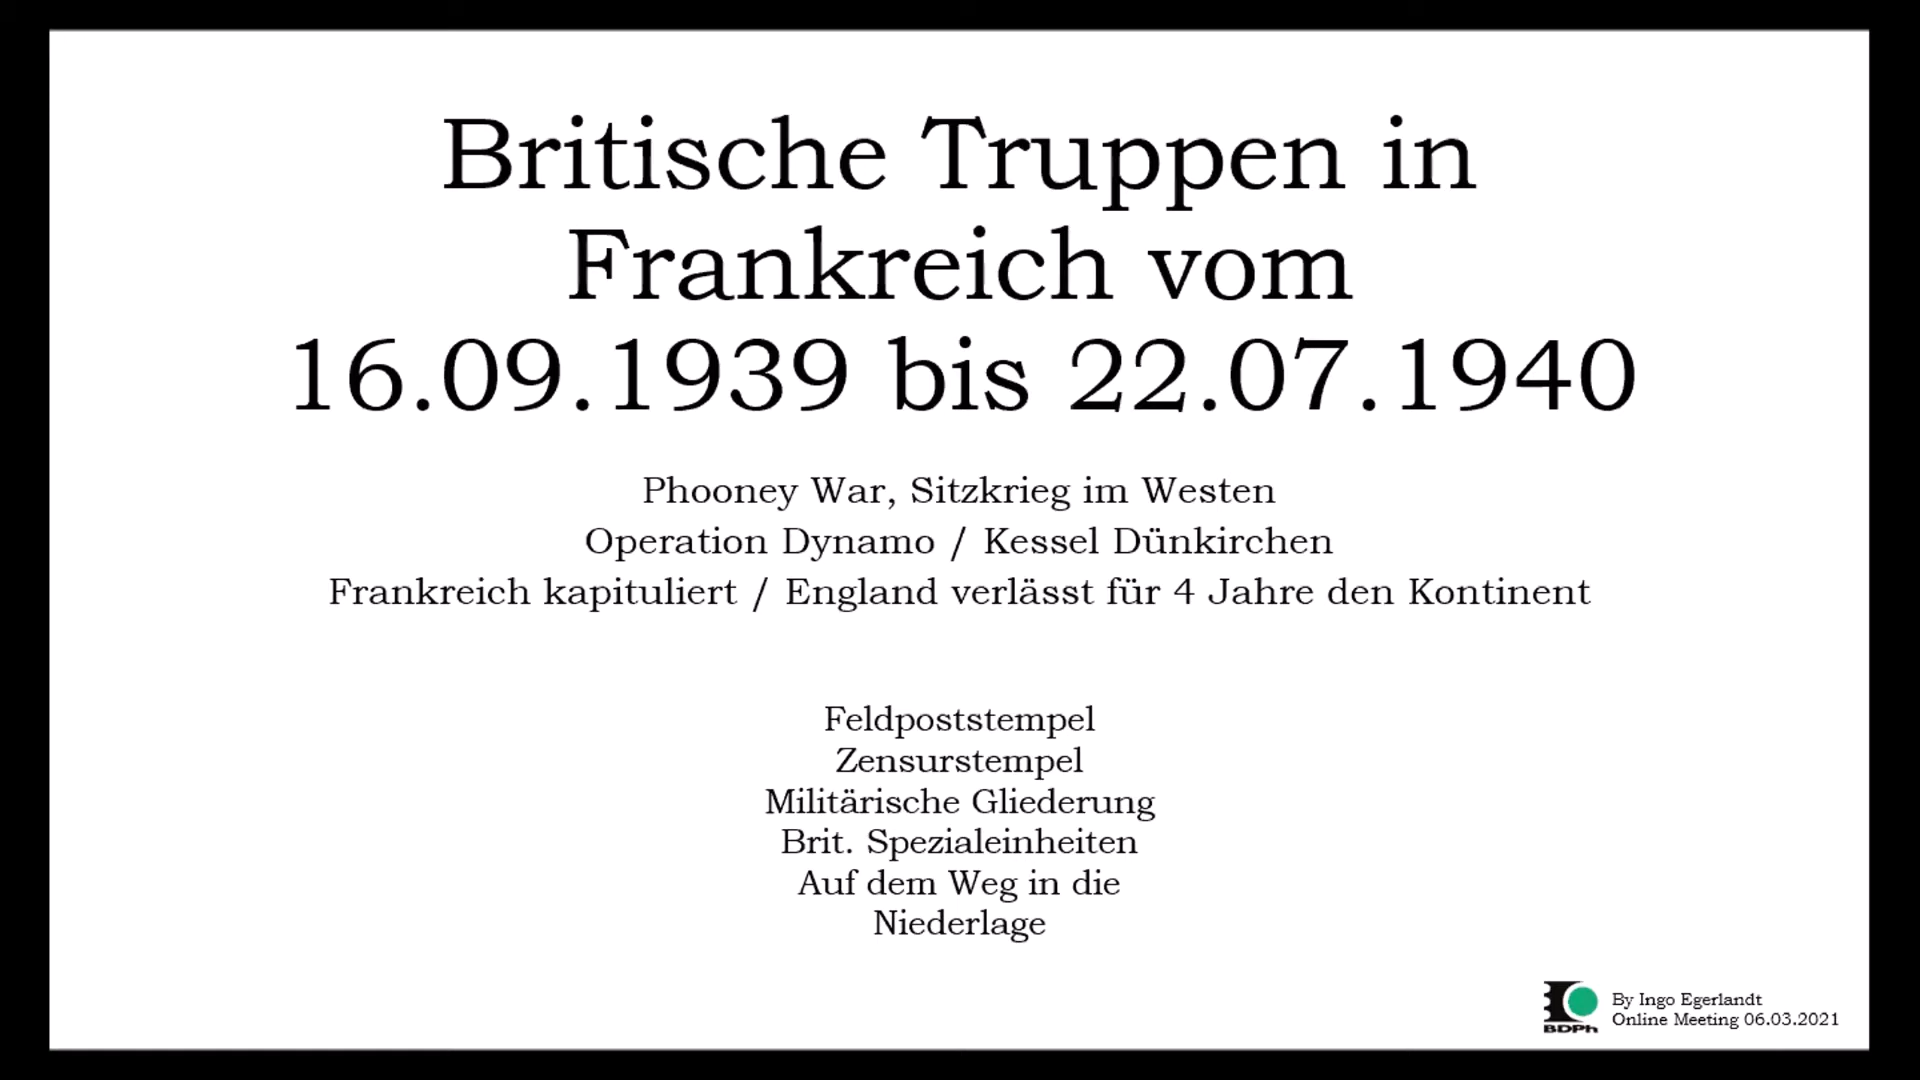 Britische Truppen in
Frankreich vom
16.09.1939 bis 22.07.1940
Phooney War, Sitzkrieg im Westen
Operation Dynamo / Kessel Dünkirchen
Frankreich kapituliert / England verlässt für 4 Jahre den Kontinent
Feldpoststempel
Zensurstempel
Militärische Gliederung
Brit. Spezialeinheiten
Auf dem Weg in die
Niederlage
BDPh
By Ingo Egerlandt
Online Meeting 06.03.2021